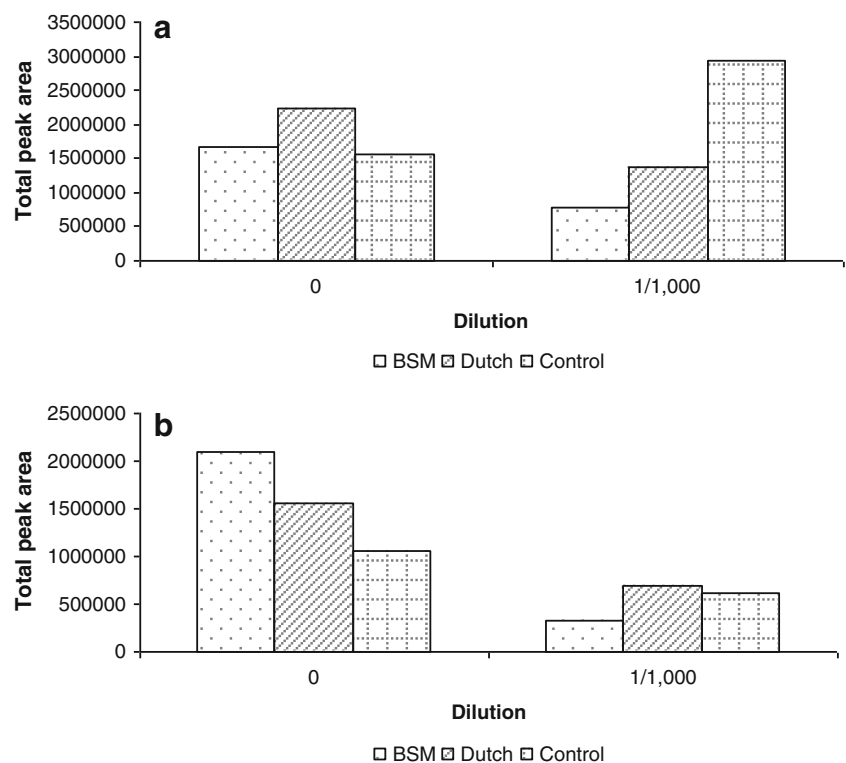 a
3500000
3000000
2500000
2000000
1500000
1000000
500000
0
Total peak area
0 1/1,000
Dilution
BSM Dutch Control
b
2500000
2000000
1500000
1000000
500000
0
Total peak area
0 1/1,000
Dilution
BSM Dutch Control